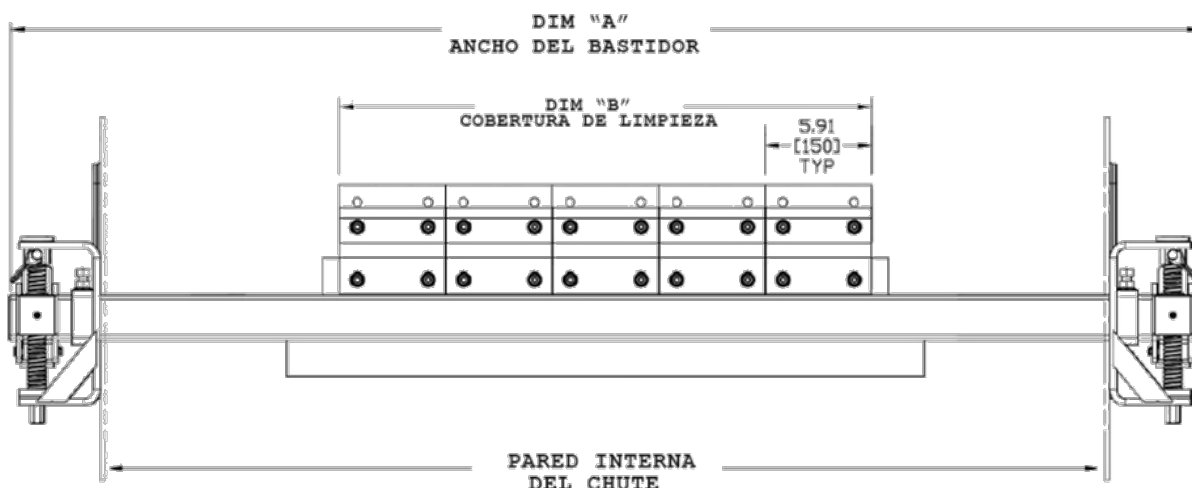 DIM “A”
ANCHO DEL BASTIDOR
DIM “B”
COBERTURA DE LIMPIEZA
5.91
[150]
TYP
PARED INTERNA
DEL CHUTE